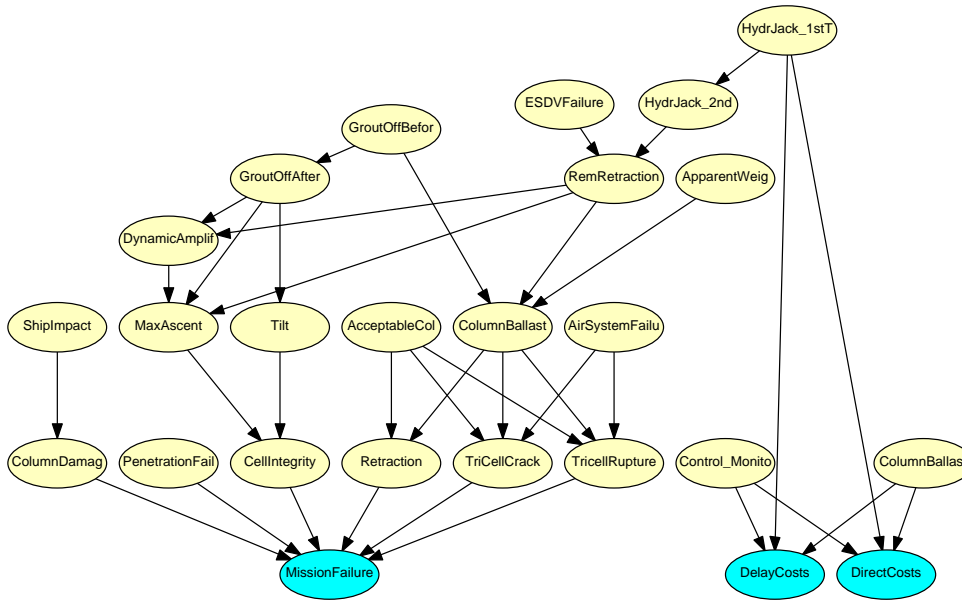 HydrJack_1stT
ESDVFailure
HydrJack_2nd
GroutOffBefor
GroutOffAfter
RemRetraction
ApparentWeig
DynamicAmplif
ShipImpact
MaxAscent
Tilt
AcceptableCol
ColumnBallast
AirSystemFailu
ColumnDamag
PenetrationFail
CellIntegrity
Retraction
TriCellCrack
TricellRupture
Control_Monito
ColumnBallas
MissionFailure
DelayCosts
DirectCosts